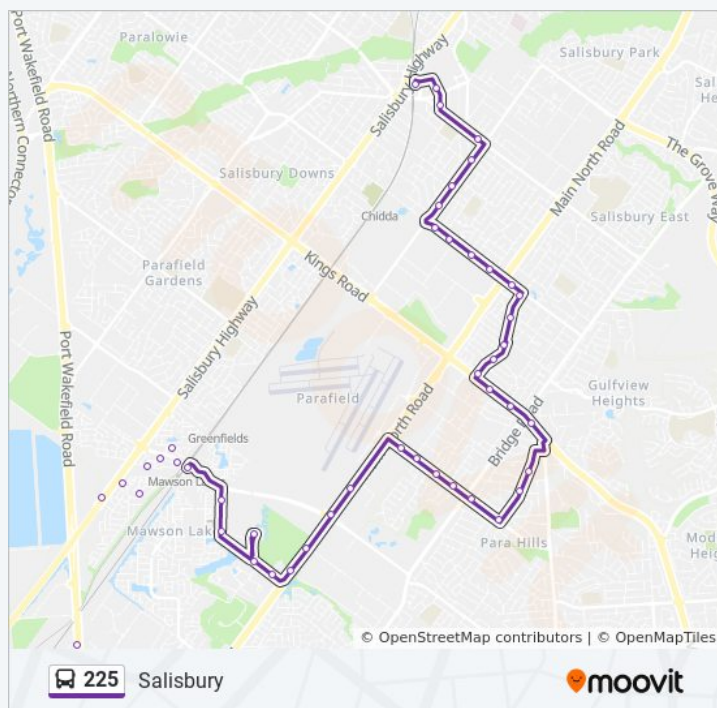 Port Wakefield Road
Paralowie
Salisbury Highway
Salisbury Park
Northern Connector
Main North Road
The Grove Way
Salisbury Downs
Chidda
Salisbury East
Kings Road
Parafield
Gardens
Salisbury Highway
Port Wakefield Road
Parafield
North Road
Bridge Road
Gulfview
Heights
Greenfields
Mawson
Mawson
Para Hills
© OpenStreetMap contributors | © OpenMapTiles
225
Salisbury
moovit